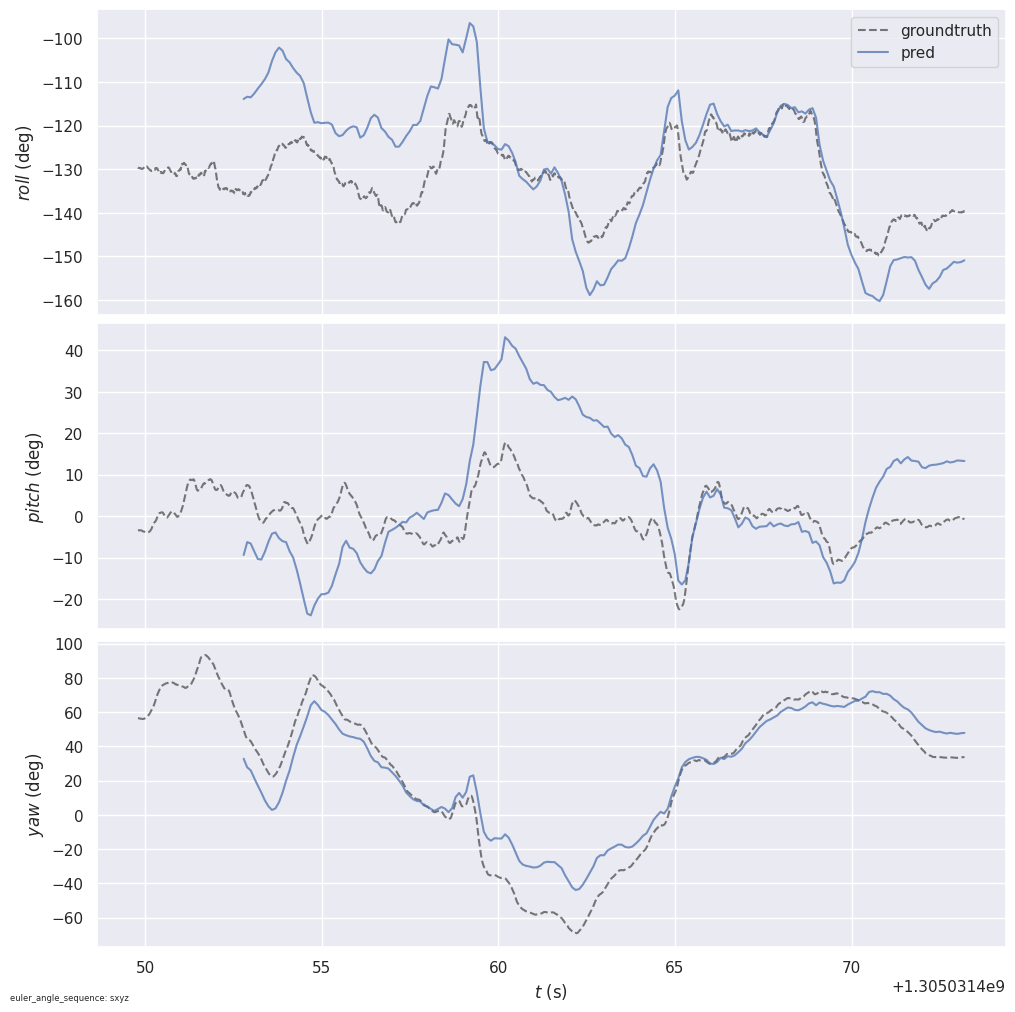 groundtruth
pred
−100
−110
−120
−130
−140
−150
−160
roll (deg)
40
30
20
10
0
−10
−20
pitch (deg)
100
80
60
40
20
0
−20
−40
−60
yaw (deg)
50 55 60 65 70
+1.3050314e9
t (s)
euler_angle_sequence: sxyz